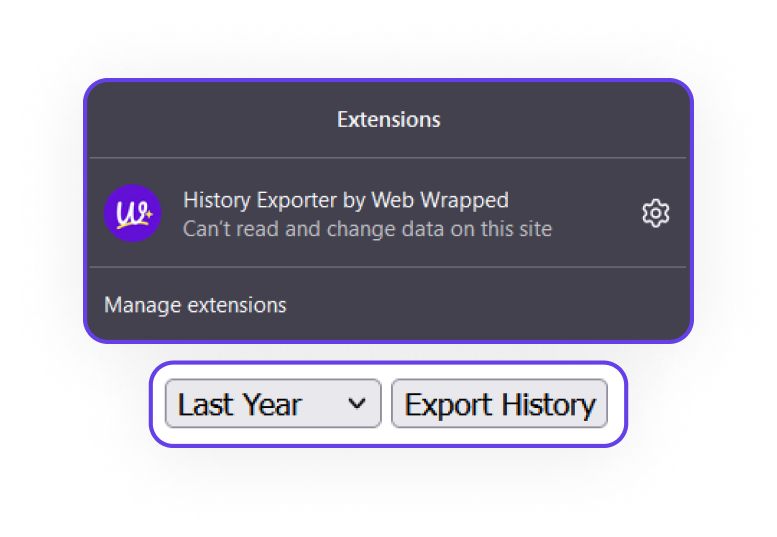 Extensions
History Exporter by Web Wrapped
Can't read and change data on this site
Manage extensions
Last Year
Export History